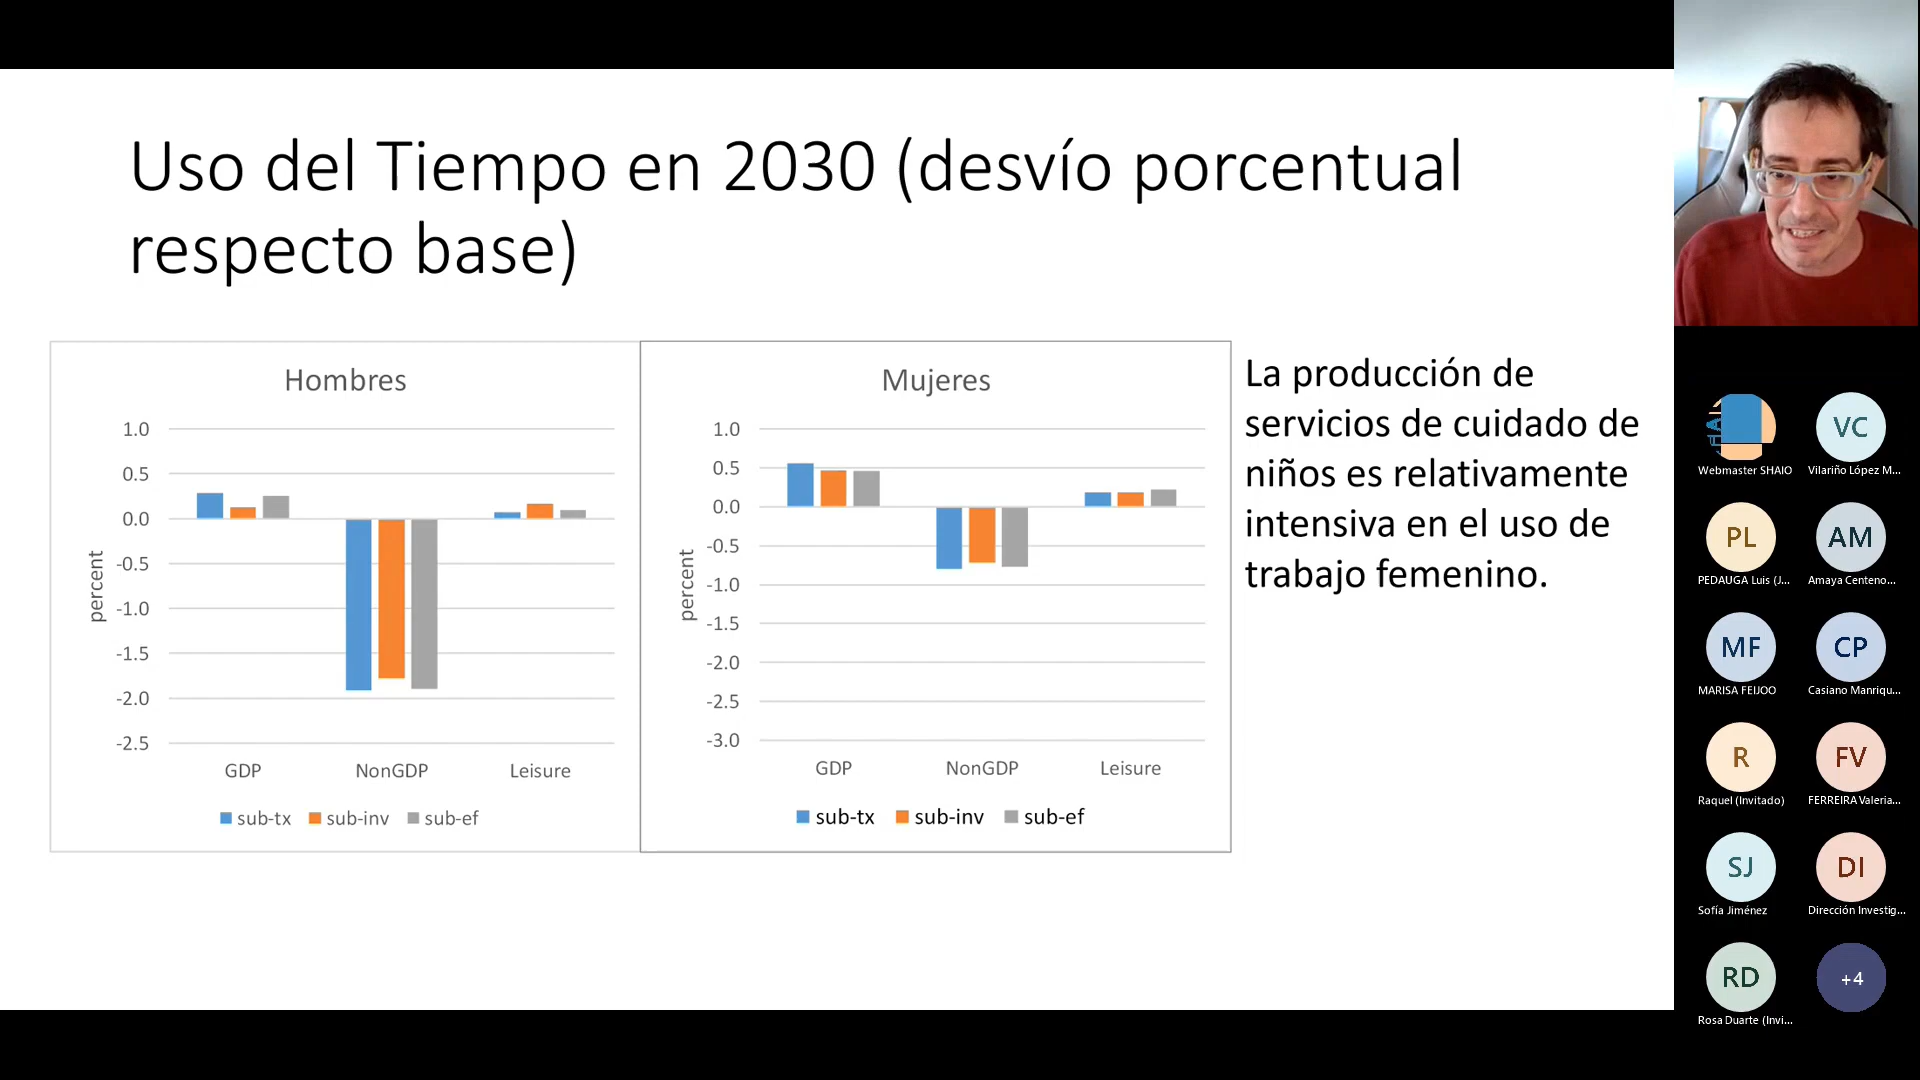 Uso del Tiempo en 2030 (desvío porcentual
respecto base)
Hombres
1.0
0.5
0.0
-0.5
-1.0
-1.5
-2.0
-2.5
percent
GDP NonGDP Leisure
sub-tx sub-inv sub-ef
Mujeres
1.0
0.5
0.0
-0.5
-1.0
-1.5
-2.0
-2.5
-3.0
percent
GDP NonGDP Leisure
sub-tx sub-inv sub-ef
La producción de
servicios de cuidado de
niños es relativamente
intensiva en el uso de
trabajo femenino.
VC
Webmaster SHAIO Vilariño López M...
PL AM
PEDAUGA Luis (J... Amaya Centeno...
MF CP
MARISA FEIJOO Casiano Manriqu...
R FV
Raquel (Invitado) FERREIRA Valeria...
SJ DI
Sofía Jiménez Dirección Investig...
RD +4
Rosa Duarte (Invi...